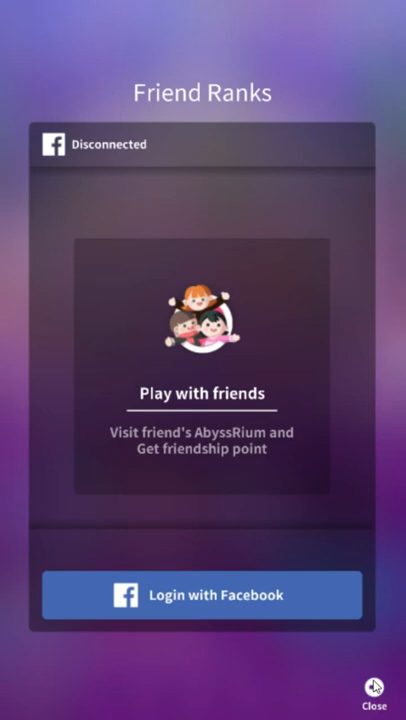 Friend Ranks
Disconnected
Play with friends
Visit friend's AbyssRium and
Get friendship point
Login with Facebook
Close